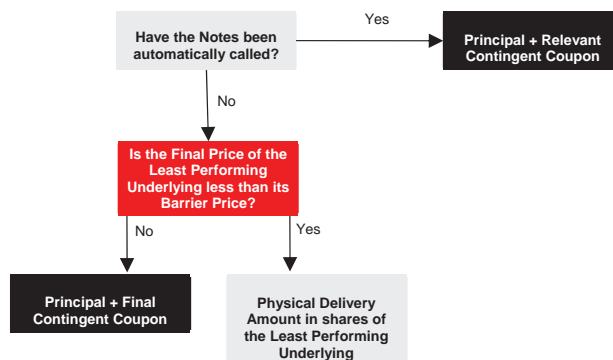 Have the Notes been
automatically called?
Yes
Principal + Relevant
Contingent Coupon
No
Is the Final Price of the
Least Performing
Underlying less than its
Barrier Price?
No
Yes
Principal + Final
Contingent Coupon
Physical Delivery
Amount in shares of
the Least Performing
Underlying